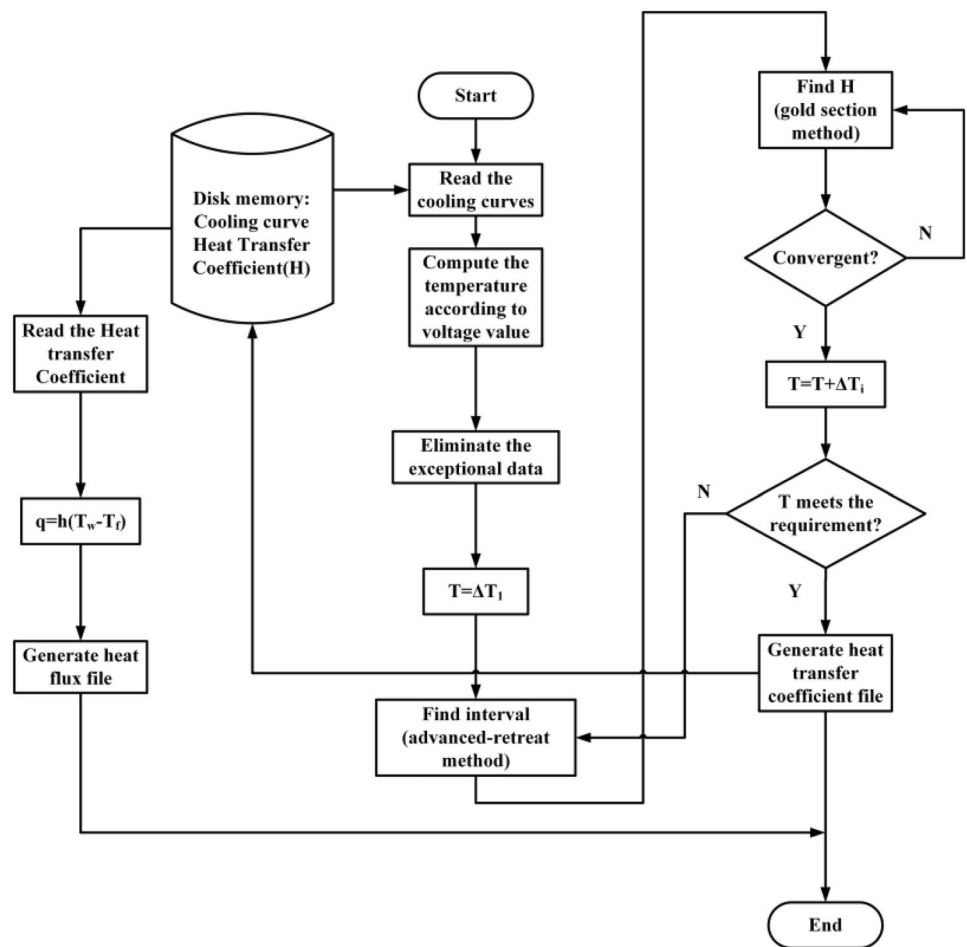 Start
Read the
cooling curves
Compute the
temperature
according to
voltage value
Eliminate the
exceptional data
T=ΔT₁
Find interval
(advanced-retreat
method)
Disk memory:
Cooling curve
Heat Transfer
Coefficient(H)
Read the Heat
transfer
Coefficient
q=h(T_w-T_f)
Generate heat
flux file
Find H
(gold section
method)
Convergent?
N
Y
T=T+ΔTᵢ
T meets the
requirement?
N
Y
Generate heat
transfer
coefficient file
End